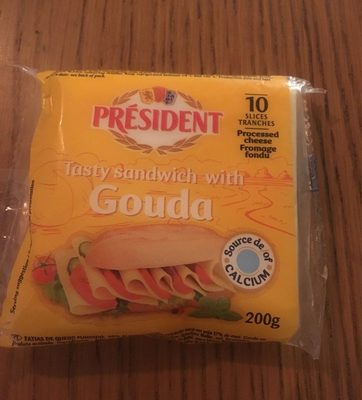 PRÉSIDENT
10
SLICES
TRANCHES
Processed
cheese
Fromage
fondu
Tasty sandwich with
Gouda
Source de/of
CALCIUM
200g